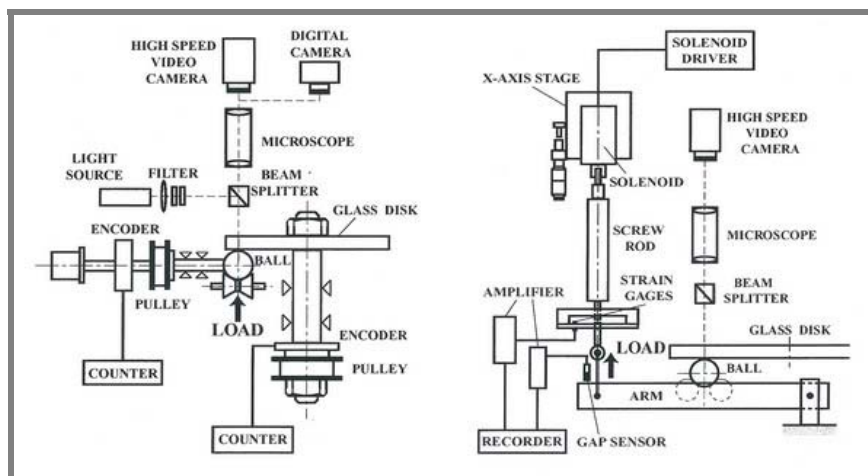 HIGH SPEED
VIDEO
CAMERA
DIGITAL
CAMERA
MICROSCOPE
LIGHT
SOURCE
FILTER
BEAM
SPLITTER
GLASS DISK
ENCODER
BALL
PULLEY
LOAD
COUNTER
ENCODER
PULLEY
COUNTER
SOLENOID
DRIVER
X-AXIS STAGE
HIGH SPEED
VIDEO
CAMERA
SOLENOID
SCREW
ROD
MICROSCOPE
STRAIN
GAGES
BEAM
SPLITTER
AMPLIFIER
GLASS DISK
LOAD
BALL
ARM
RECORDER
GAP SENSOR